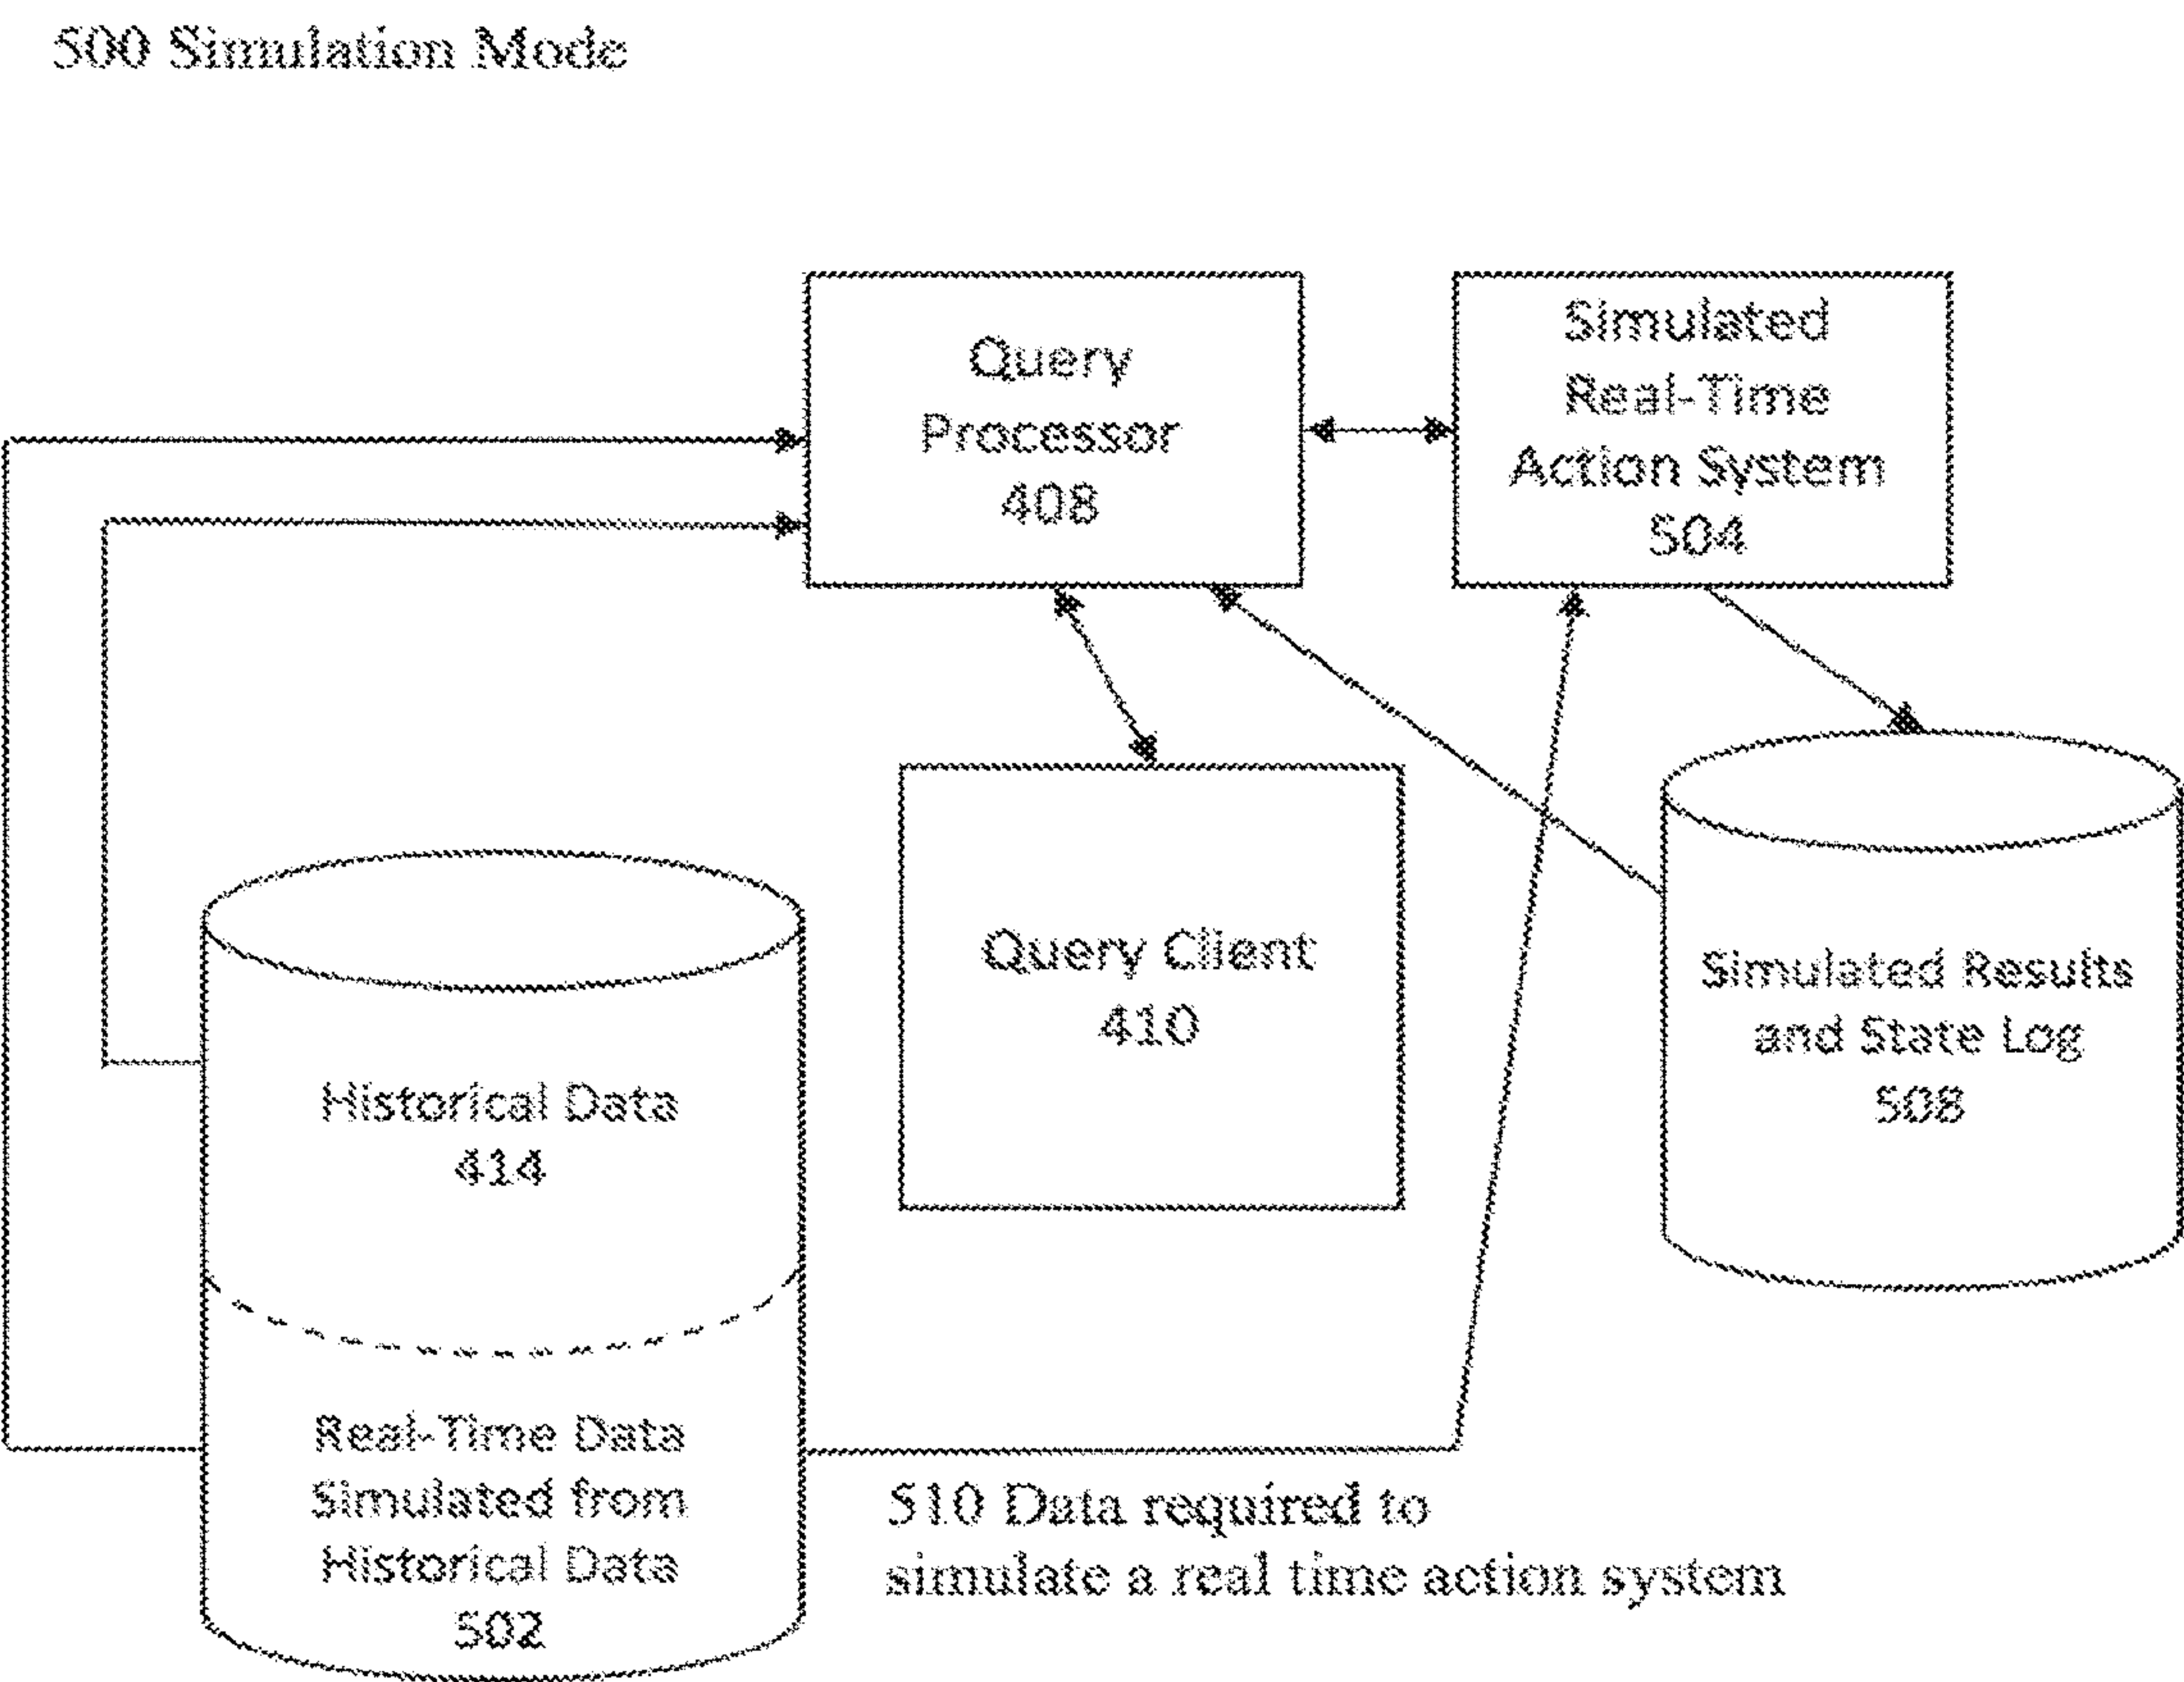 500 Simulation Mode
Query
Processor
408
Simulated
Real-Time
Action System
504
Query Client
410
Simulated Results
and State Log
508
Historical Data
414
Real-Time Data
Simulated from
Historical Data
502
510 Data required to
simulate a real time action system